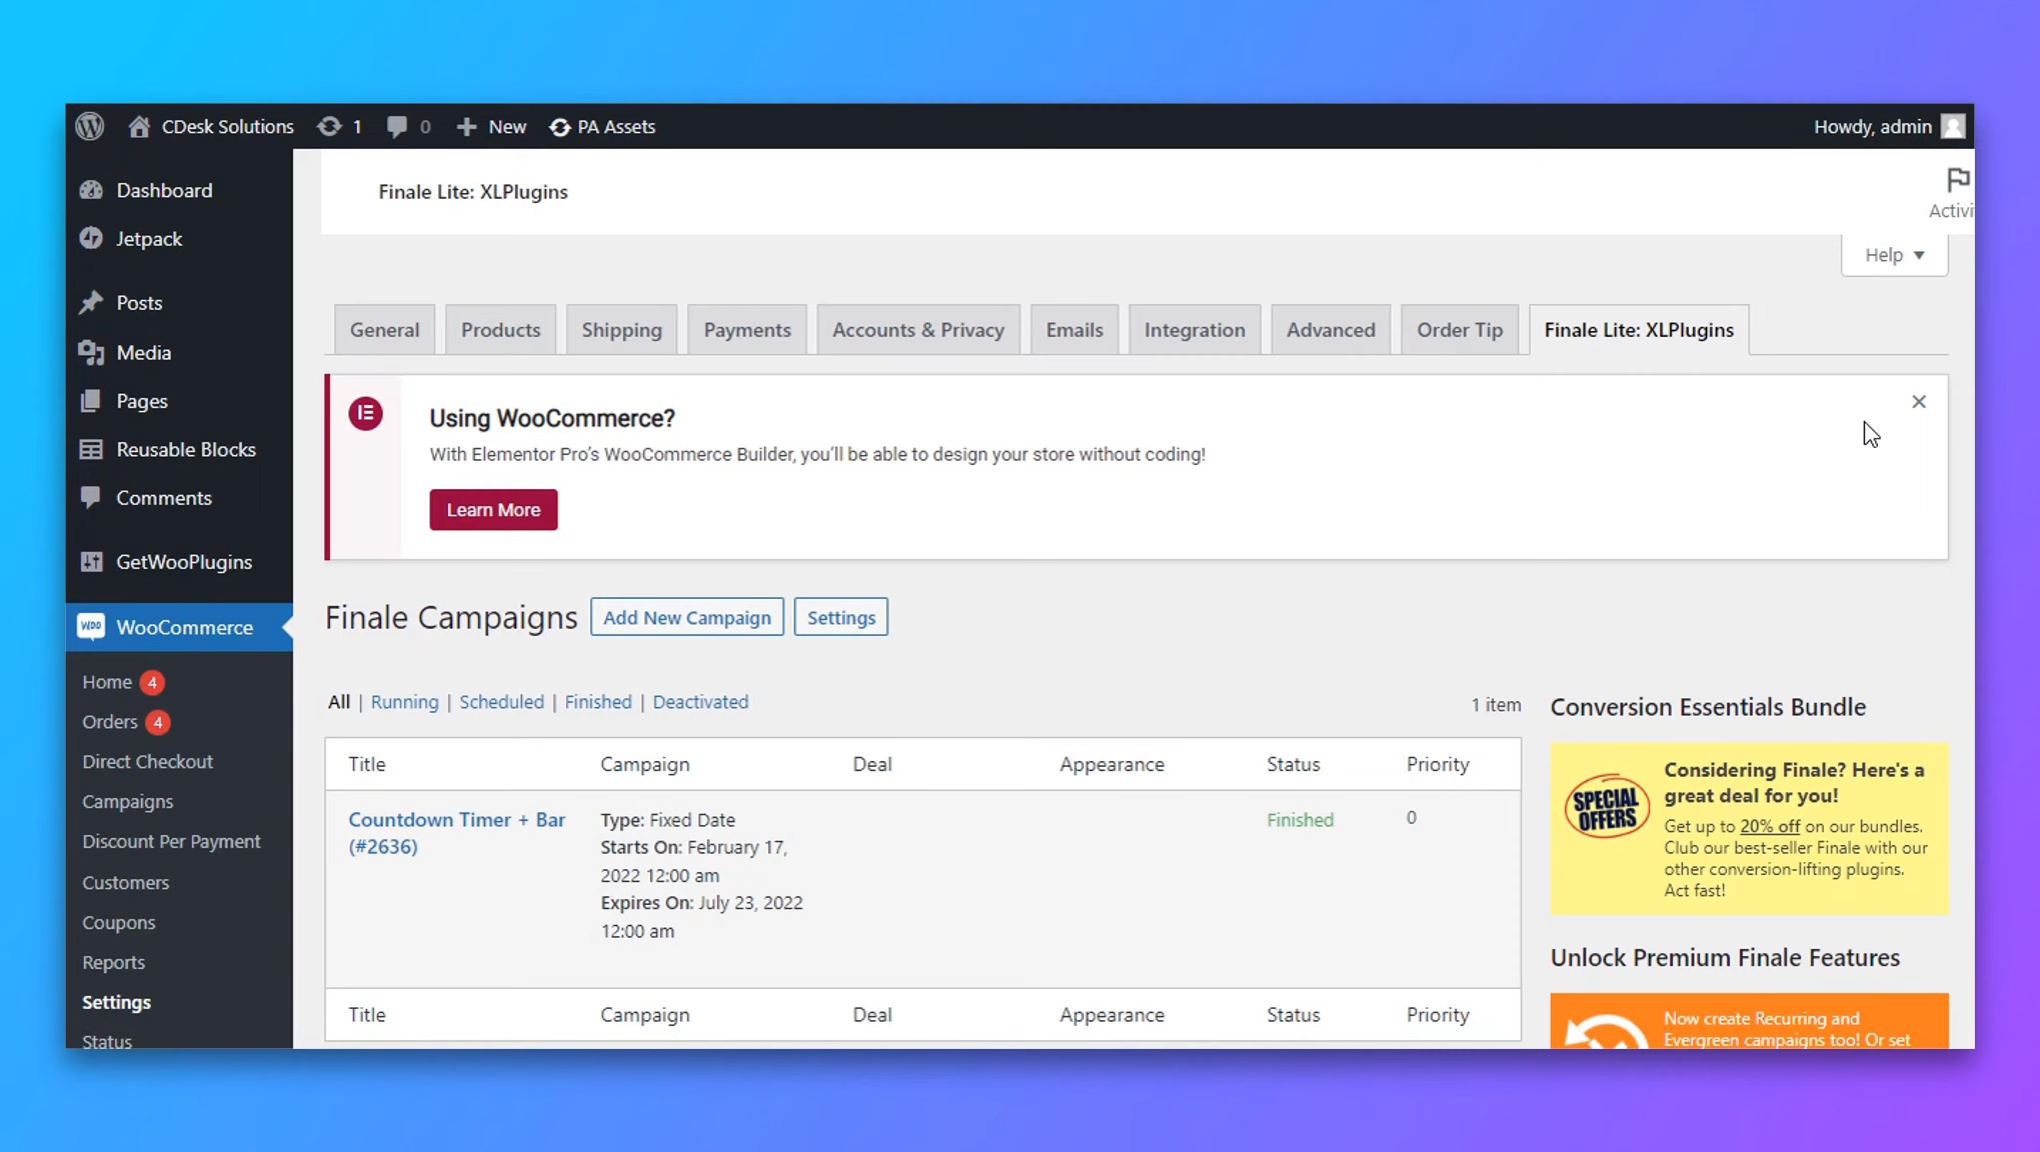 CDesk Solutions 1 0 New PA Assets Howdy, admin
Dashboard
Jetpack
Posts
Media
Pages
Reusable Blocks
Comments
GetWooPlugins
Woo WooCommerce
Home 4
Orders 4
Direct Checkout
Campaigns
Discount Per Payment
Customers
Coupons
Reports
Settings
Status
Finale Lite: XLPlugins
Activi
Help
General Products Shipping Payments Accounts & Privacy Emails Integration Advanced Order Tip Finale Lite: XLPlugins
Using WooCommerce?
With Elementor Pro's WooCommerce Builder, you'll be able to design your store without coding!
Learn More
Finale Campaigns Add New Campaign Settings
All | Running | Scheduled | Finished | Deactivated 1 item
Title Campaign Deal Appearance Status Priority
Countdown Timer + Bar
(#2636)
Type: Fixed Date
Starts On: February 17,
2022 12:00 am
Expires On: July 23, 2022
12:00 am
Finished
0
Title Campaign Deal Appearance Status Priority
Conversion Essentials Bundle
SPECIAL
OFFERS
Considering Finale? Here's a
great deal for you!
Get up to 20% off on our bundles.
Club our best-seller Finale with our
other conversion-lifting plugins.
Act fast!
Unlock Premium Finale Features
Now create Recurring and
Evergreen campaigns too! Or set